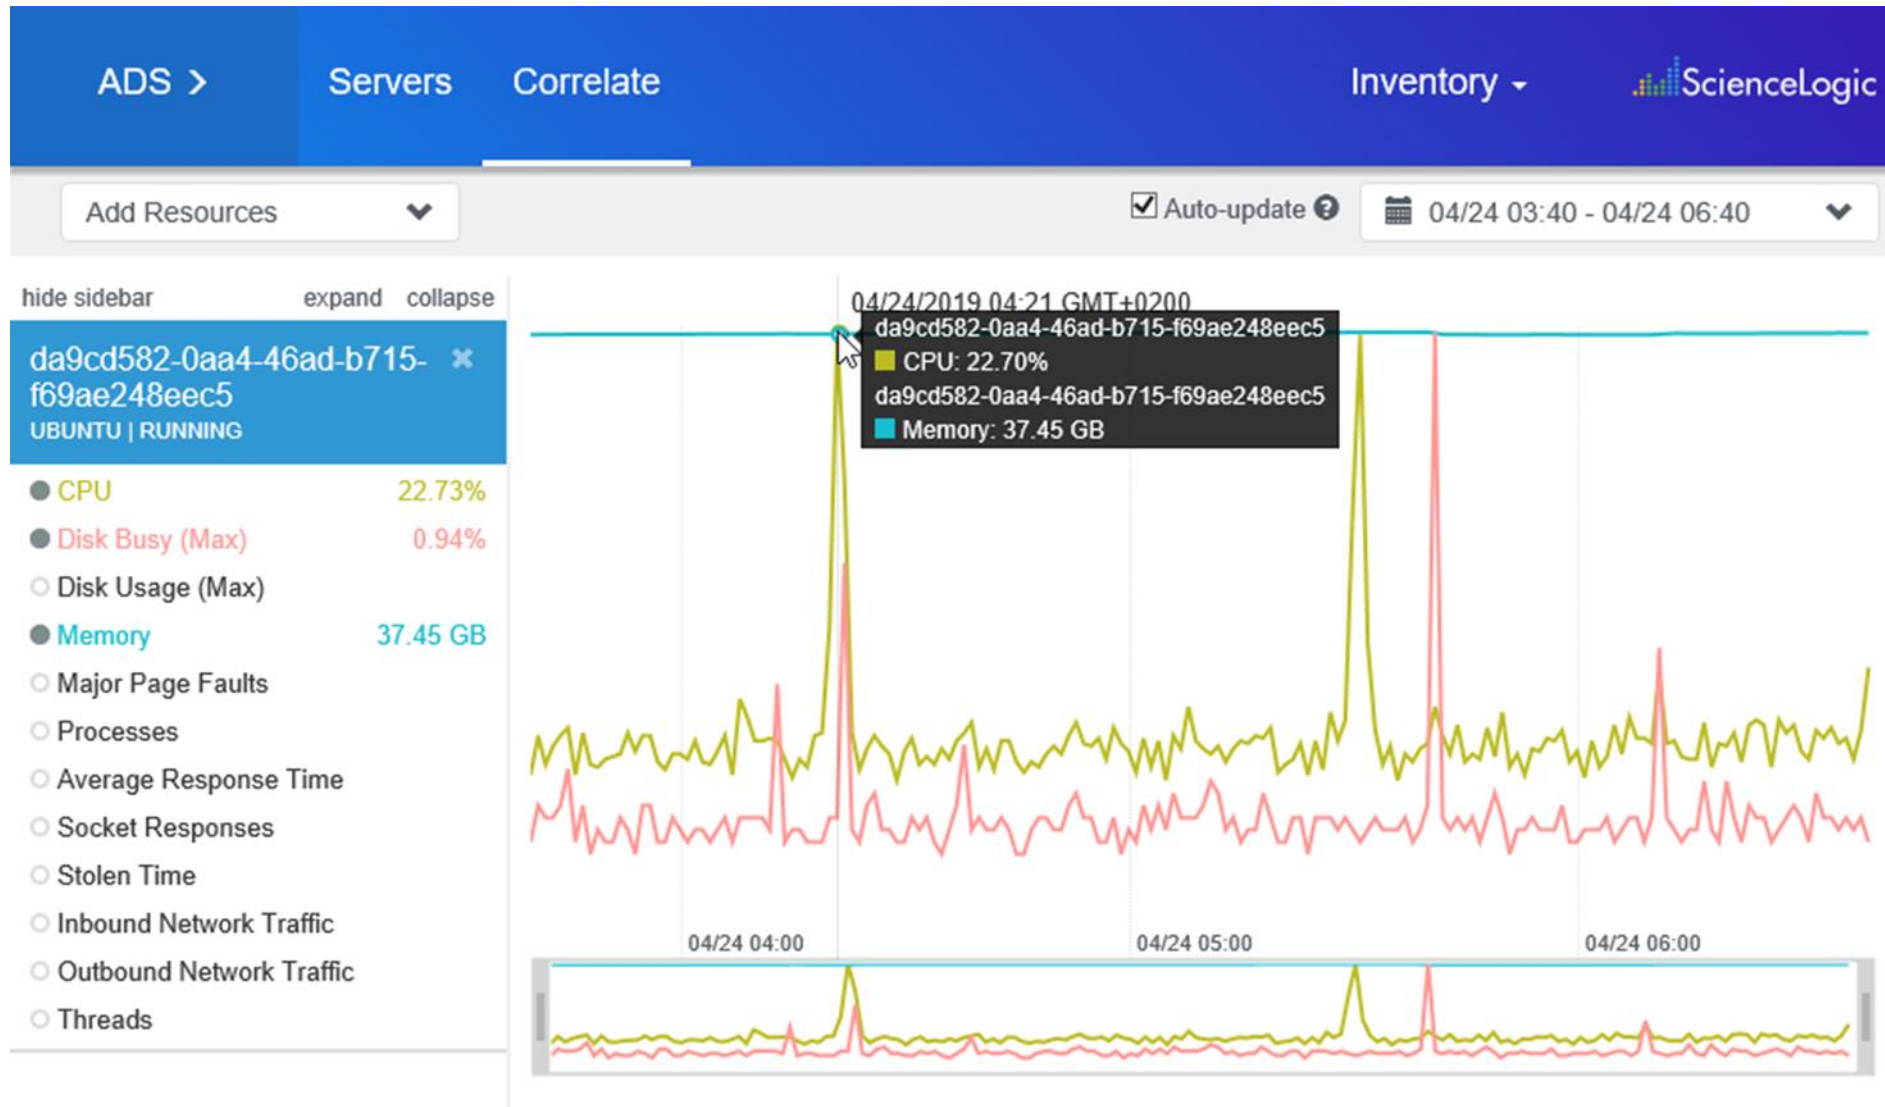 ADS >
Servers
Correlate
Inventory
ScienceLogic
Add Resources
Auto-update ?
04/24 03:40 - 04/24 06:40
hide sidebar
expand
collapse
da9cd582-0aa4-46ad-b715-
f69ae248eec5
UBUNTU | RUNNING
CPU 22.73%
Disk Busy (Max) 0.94%
Disk Usage (Max)
Memory 37.45 GB
Major Page Faults
Processes
Average Response Time
Socket Responses
Stolen Time
Inbound Network Traffic
Outbound Network Traffic
Threads
04/24/2019 04:21 GMT+0200
da9cd582-0aa4-46ad-b715-f69ae248eec5
CPU: 22.70%
da9cd582-0aa4-46ad-b715-f69ae248eec5
Memory: 37.45 GB
04/24 04:00
04/24 05:00
04/24 06:00